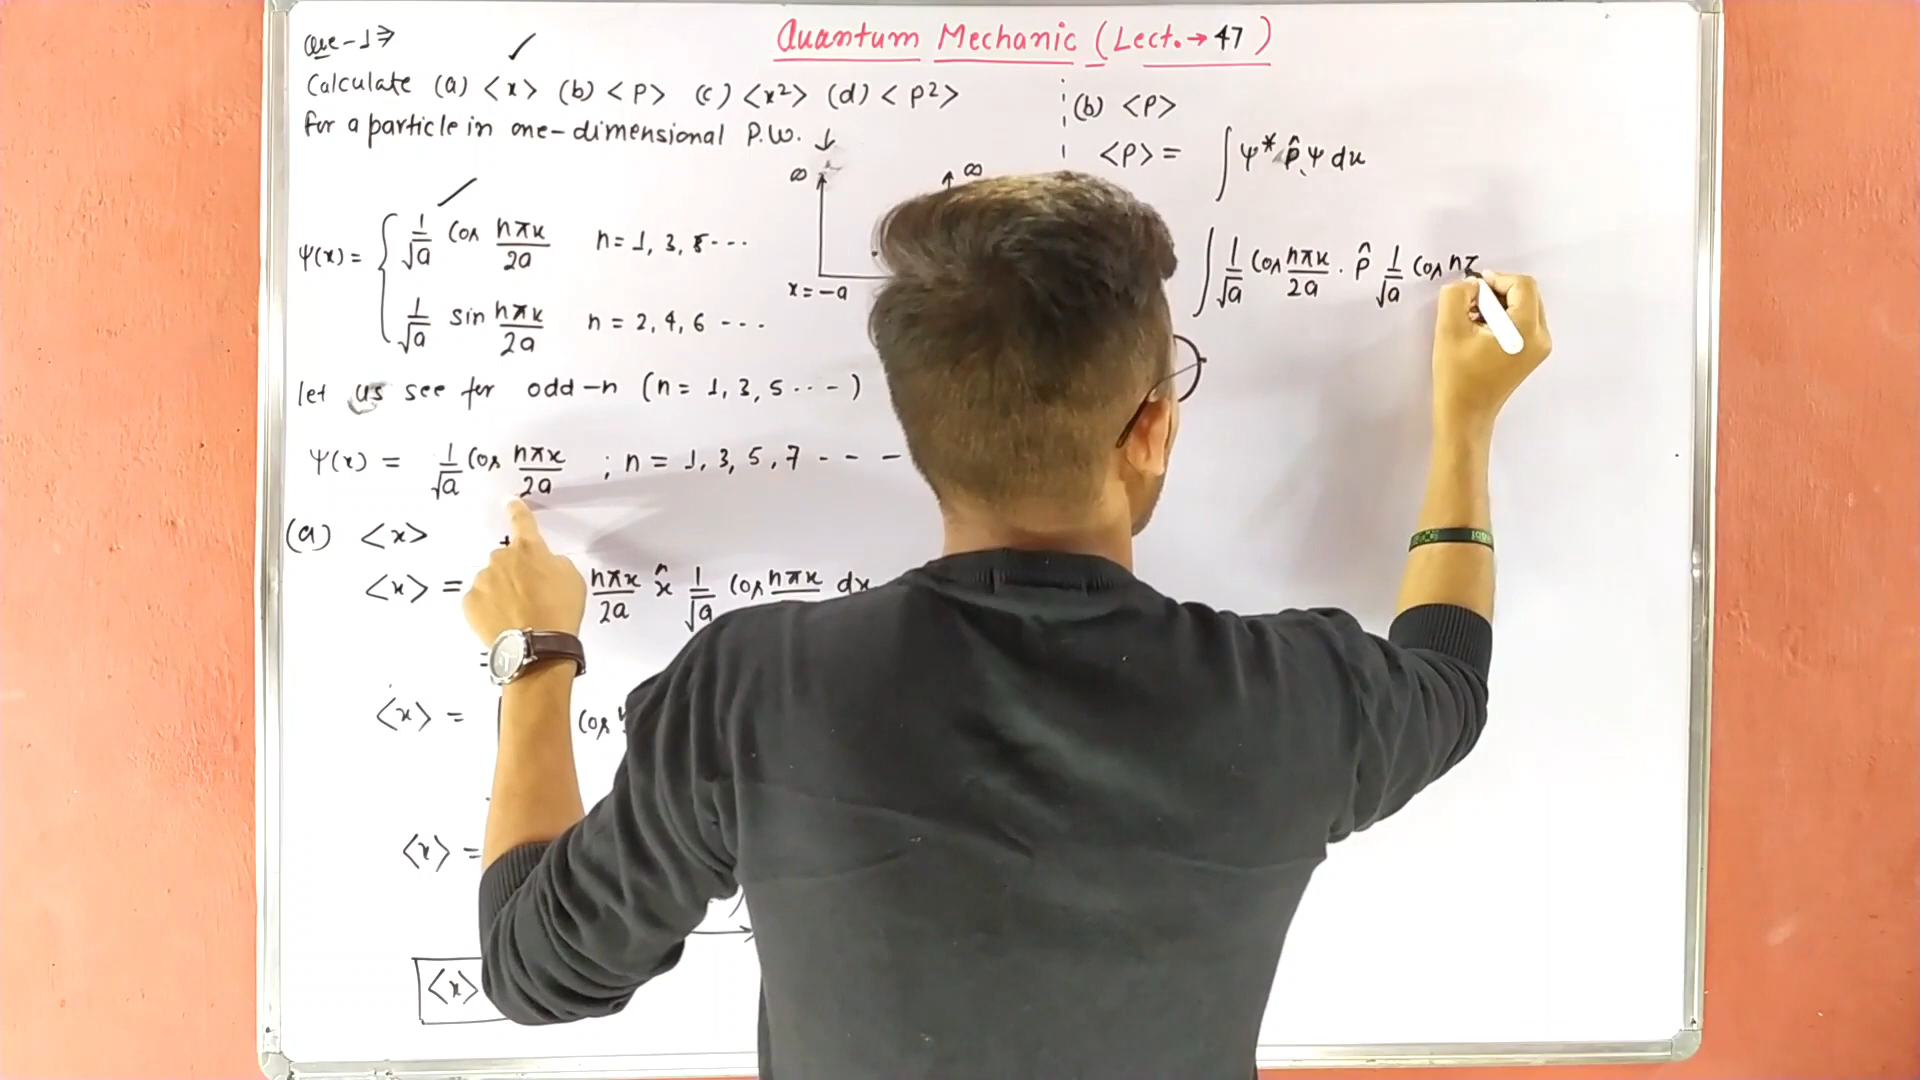 Quantum Mechanic (Lect. → 47)
Que-1⇒
Calculate (a) <x> (b) <P> (c) <x²> (d) <P²>
for a particle in one-dimensional P.W. ↓
∞ ∞
x = -a
ψ(x) = { 1/√a Cos nπx/2a n = 1, 3, 5 ---
1/√a sin nπx/2a n = 2, 4, 6 ---
let us see for odd-n (n = 1, 3, 5 ---)
ψ(x) = 1/√a Cos nπx/2a ; n = 1, 3, 5, 7 - - -
(a) <x>
<x> = nπx/2a x̂ 1/√a Cos nπx dx
=
<x> = Cos
<x> =
<x>
(b) <P>
<P> = ∫ψ* p̂ ψ dx
∫ 1/√a Cos nπx/2a . p̂ 1/√a Cos nπ